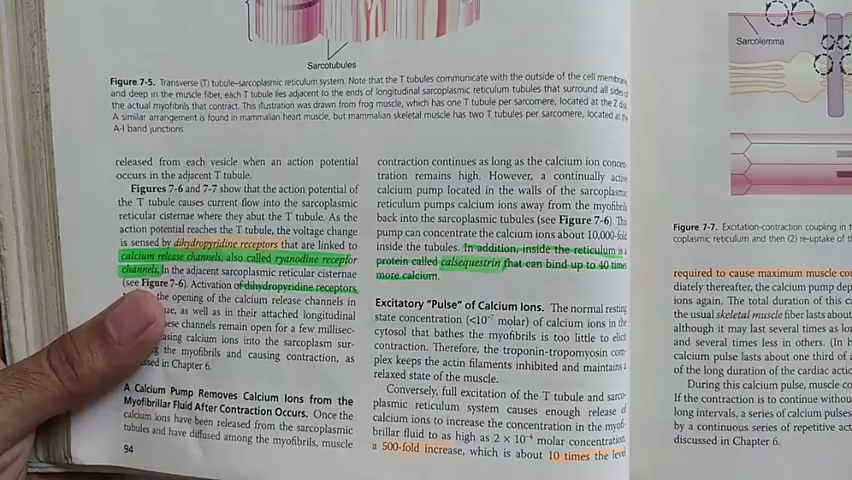 Sarcotubules
Figure 7-5. Transverse (T) tubule–sarcoplasmic reticulum system. Note that the T tubules communicate with the outside of the cell membrane
and deep in the muscle fiber, each T tubule lies adjacent to the ends of longitudinal sarcoplasmic reticulum tubules that surround all sides of
the actual myofibrils that contract. This illustration was drawn from frog muscle, which has one T tubule per sarcomere, located at the Z disk.
A similar arrangement is found in mammalian heart muscle, but mammalian skeletal muscle has two T tubules per sarcomere, located at the
A-I band junctions.
released from each vesicle when an action potential
occurs in the adjacent T tubule.
Figures 7-6 and 7-7 show that the action potential of
the T tubule causes current flow into the sarcoplasmic
reticular cisternae where they abut the T tubule. As the
action potential reaches the T tubule, the voltage change
is sensed by dihydropyridine receptors that are linked to
calcium release channels, also called ryanodine receptor
channels, in the adjacent sarcoplasmic reticular cisternae
(see Figure 7-6). Activation of dihydropyridine receptors
the opening of the calcium release channels in
as well as in their attached longitudinal
channels remain open for a few millisec-
calcium ions into the sarcoplasm sur-
the myofibrils and causing contraction, as
in Chapter 6.
A Calcium Pump Removes Calcium Ions from the
Myofibrillar Fluid After Contraction Occurs. Once the
calcium ions have been released from the sarcoplasmic
tubules and have diffused among the myofibrils, muscle
94
contraction continues as long as the calcium ion concen-
tration remains high. However, a continually active
calcium pump located in the walls of the sarcoplasmic
reticulum pumps calcium ions away from the myofibrils
back into the sarcoplasmic tubules (see Figure 7-6). This
pump can concentrate the calcium ions about 10,000-fold
inside the tubules. In addition, inside the reticulum is a
protein called calsequestrin that can bind up to 40 times
more calcium.
Excitatory “Pulse” of Calcium Ions. The normal resting
state concentration (<10⁻⁷ molar) of calcium ions in the
cytosol that bathes the myofibrils is too little to elicit
contraction. Therefore, the troponin-tropomyosin com-
plex keeps the actin filaments inhibited and maintains a
relaxed state of the muscle.
Conversely, full excitation of the T tubule and sarco-
plasmic reticulum system causes enough release of
calcium ions to increase the concentration in the myofi-
brillar fluid to as high as 2 × 10⁻⁴ molar concentration,
a 500-fold increase, which is about 10 times the level
Sarcolemma
Figure 7-7. Excitation-contraction coupling in
coplasmic reticulum and then (2) re-uptake of
required to cause maximum muscle
diately thereafter, the calcium pump
ions again. The total duration of this
the usual skeletal muscle fiber lasts about
although it may last several times as
and several times less in others. (In
calcium pulse lasts about one third of a
of the long duration of the cardiac
During this calcium pulse, muscle
If the contraction is to continue without
long intervals, a series of calcium pulses
by a continuous series of repetitive
discussed in Chapter 6.